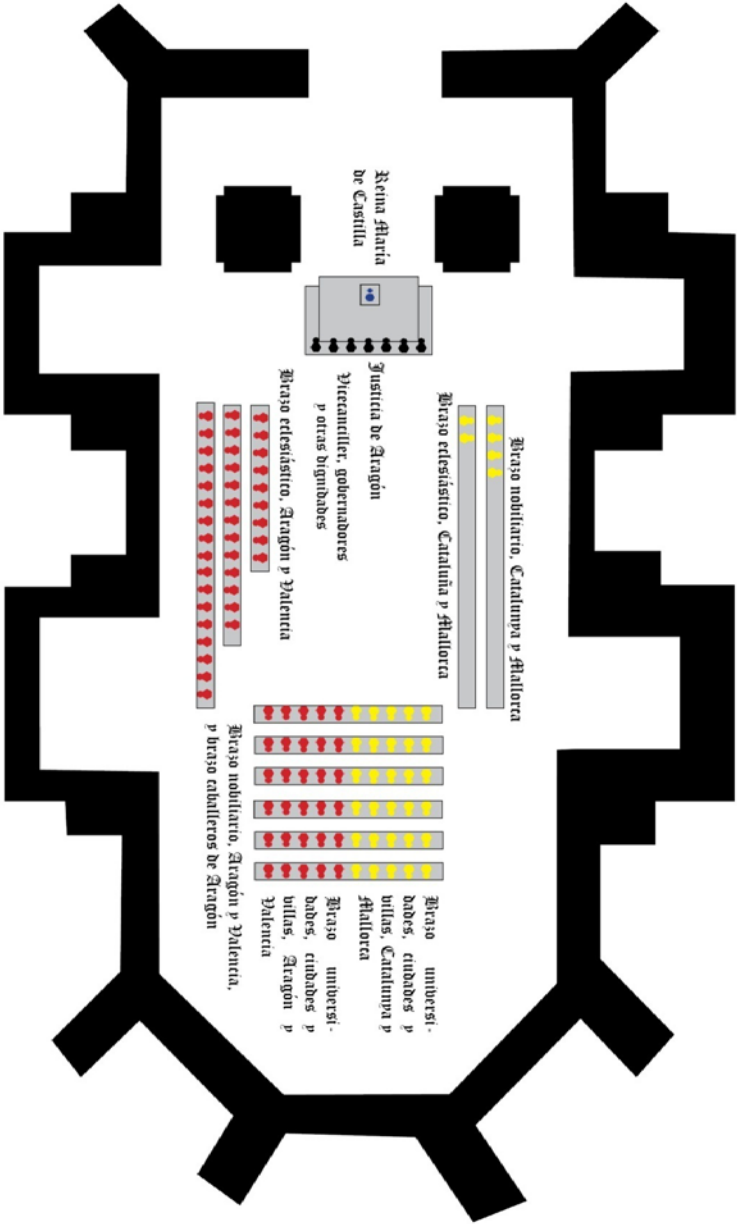 Reina María
de Castilla
Justicia de Aragón
Vicecanciller, gobernadores
y otras dignidades
Brazo nobiliario, Catalunya y Mallorca
Brazo eclesiástico, Cataluña y Mallorca
Brazo eclesiástico, Aragón y Valencia
Brazo nobiliario, Aragón y Valencia,
y brazo caballeros de Aragón
Brazo universi-
dades, ciudades y
villas, Catalunya y
Mallorca
Brazo universi-
dades, ciudades y
villas, Aragón y
Valencia